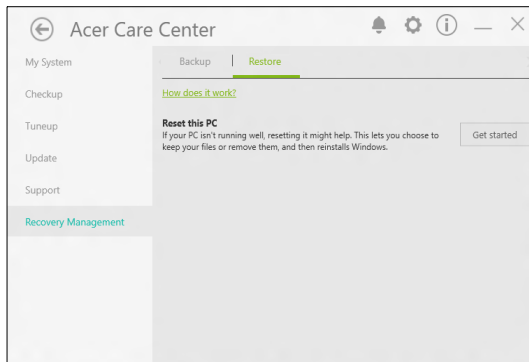 Acer Care Center
My System
Backup
Restore
Checkup
How does it work?
Tuneup
Reset this PC
If your PC isn't running well, resetting it might help. This lets you choose to
keep your files or remove them, and then reinstalls Windows.
Get started
Update
Support
Recovery Management